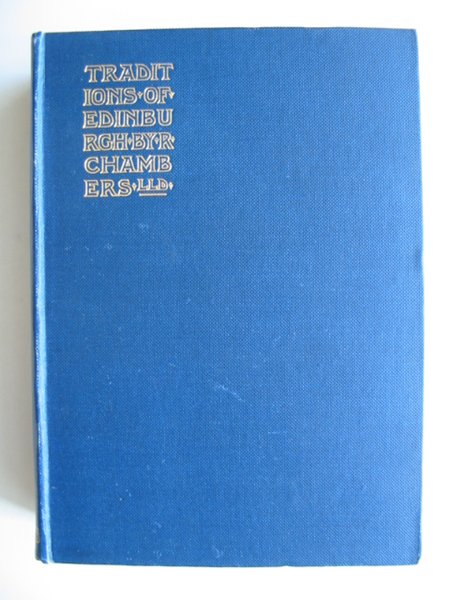 TRADIT
IONS·OF·
EDINBU
RGH·BY·R·
CHAMB
ERS·LLD·